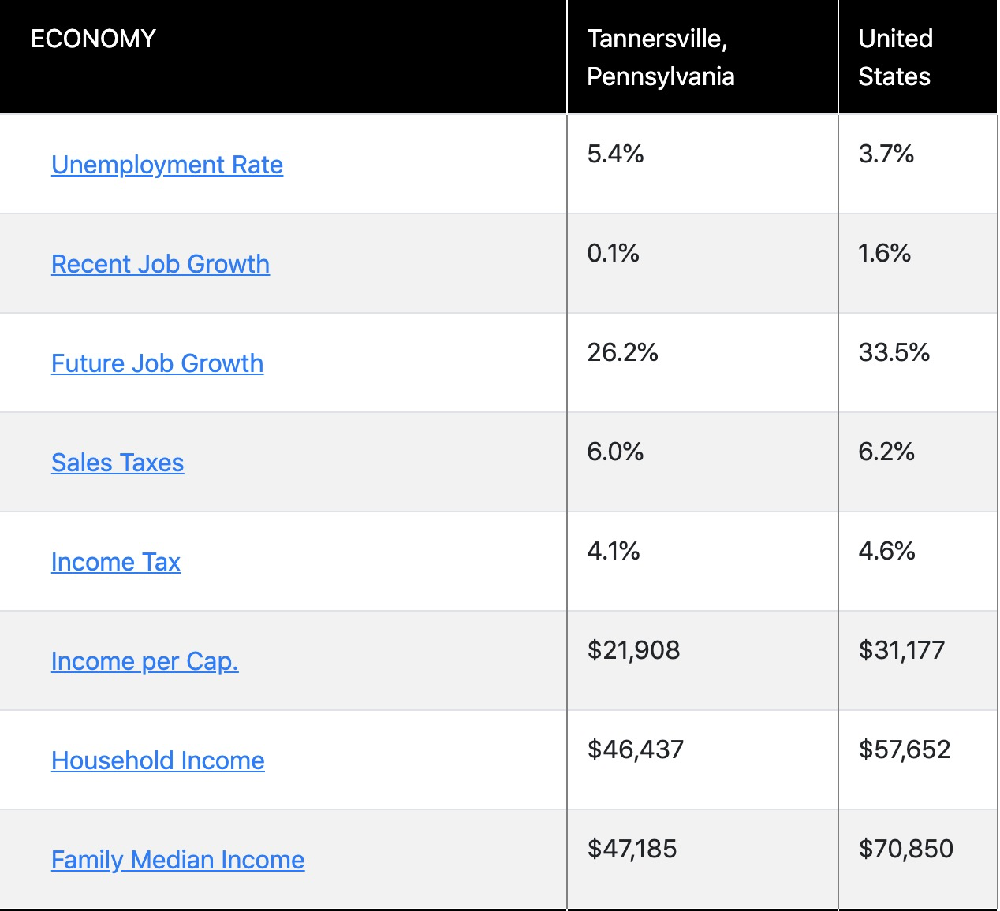 ECONOMY Tannersville, United
Pennsylvania States
Unemployment Rate 5.4% 3.7%
Recent Job Growth 0.1% 1.6%
Future Job Growth 26.2% 33.5%
Sales Taxes 6.0% 6.2%
Income Tax 4.1% 4.6%
Income per Cap. $21,908 $31,177
Household Income $46,437 $57,652
Family Median Income $47,185 $70,850